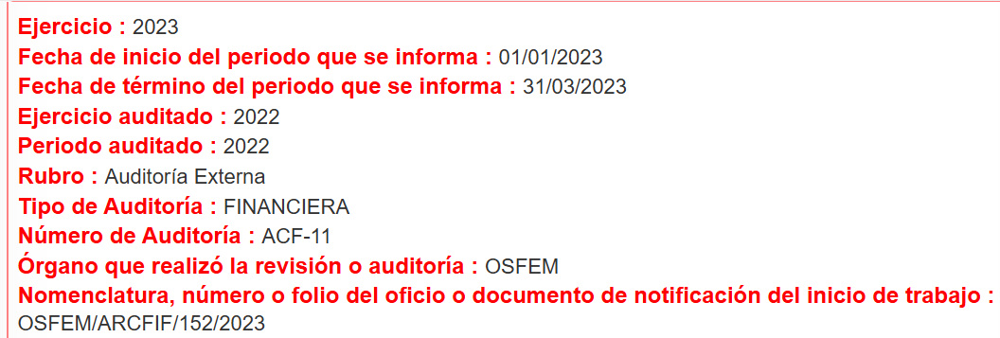 Ejercicio : 2023
Fecha de inicio del periodo que se informa : 01/01/2023
Fecha de término del periodo que se informa : 31/03/2023
Ejercicio auditado : 2022
Periodo auditado : 2022
Rubro : Auditoría Externa
Tipo de Auditoría : FINANCIERA
Número de Auditoría : ACF-11
Órgano que realizó la revisión o auditoría : OSFEM
Nomenclatura, número o folio del oficio o documento de notificación del inicio de trabajo :
OSFEM/ARCFIF/152/2023